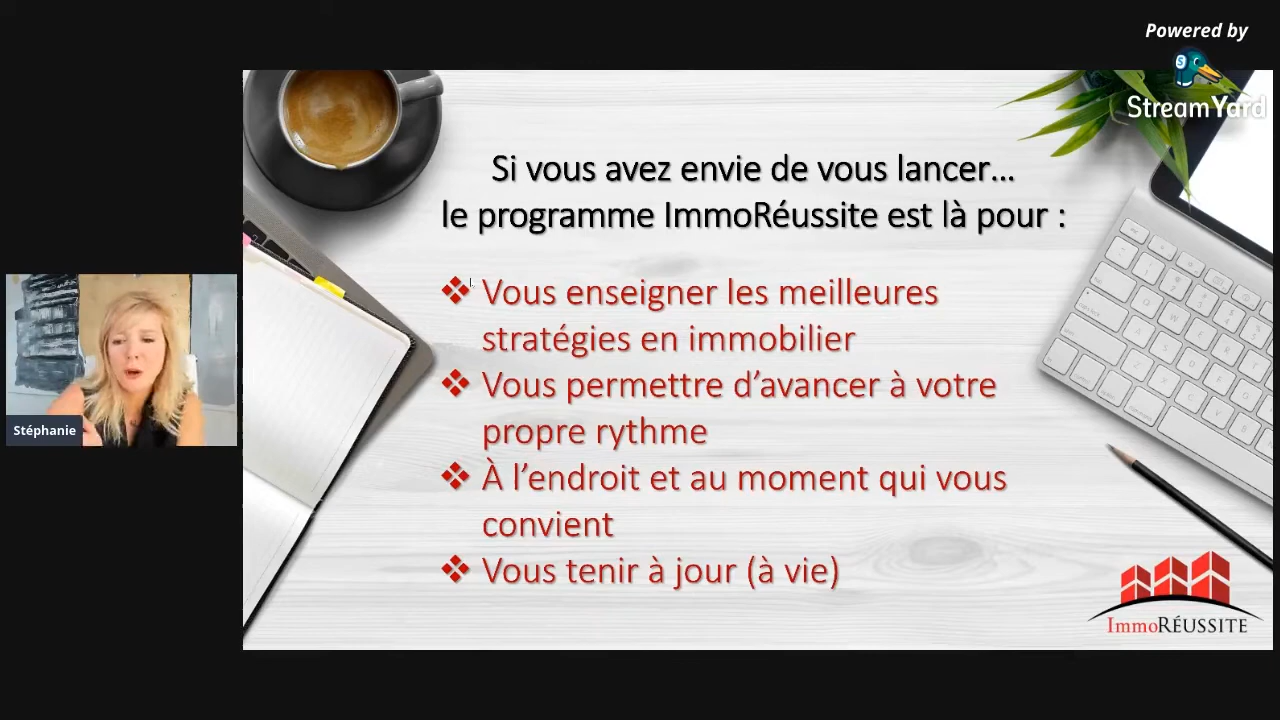 Powered by
StreamYard
Si vous avez envie de vous lancer...
le programme ImmoRéussite est là pour :
❖ Vous enseigner les meilleures
stratégies en immobilier
❖ Vous permettre d’avancer à votre
propre rythme
❖ À l’endroit et au moment qui vous
convient
❖ Vous tenir à jour (à vie)
Stéphanie
ImmoRÉUSSITE